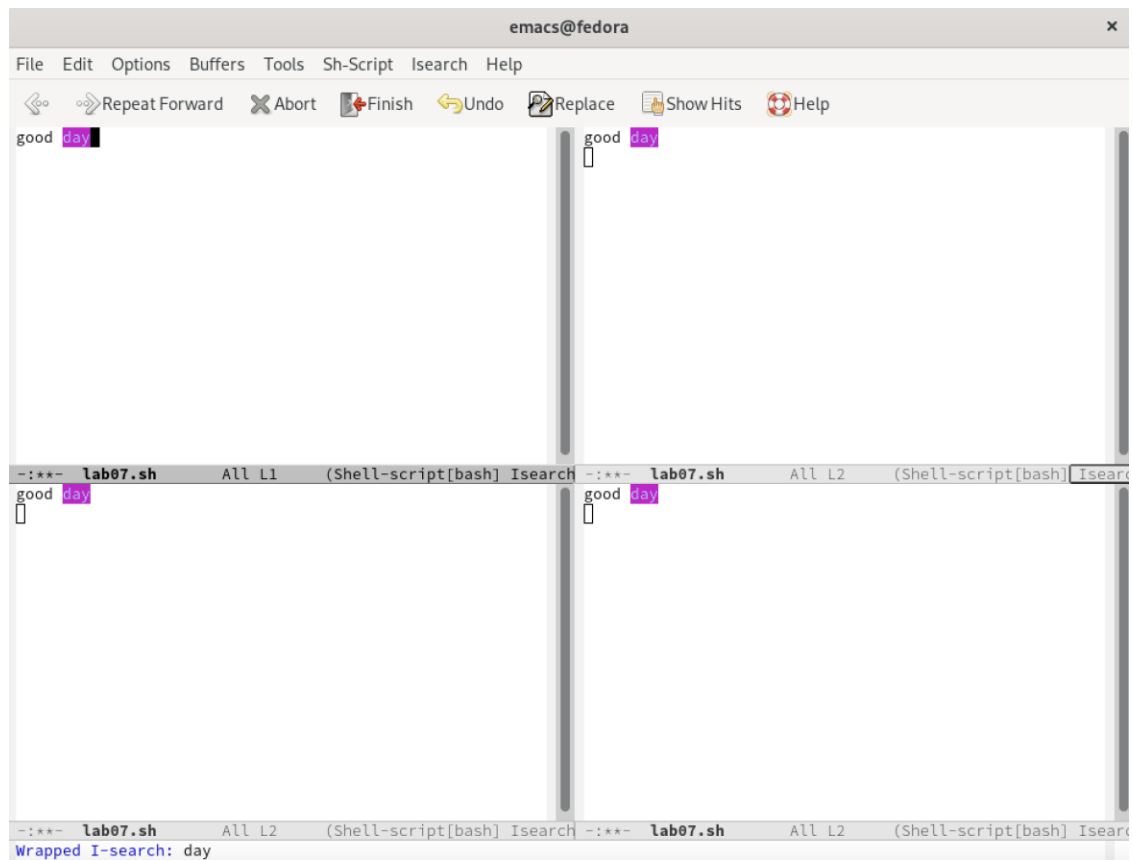 emacs@fedora ×
File Edit Options Buffers Tools Sh-Script Isearch Help
Repeat Forward Abort Finish Undo Replace Show Hits Help
good day
good day
-:**- lab07.sh All L1 (Shell-script[bash] Isearch
-:**- lab07.sh All L2 (Shell-script[bash] Isearc
good day
good day
-:**- lab07.sh All L2 (Shell-script[bash] Isearch
-:**- lab07.sh All L2 (Shell-script[bash] Isearc
Wrapped I-search: day